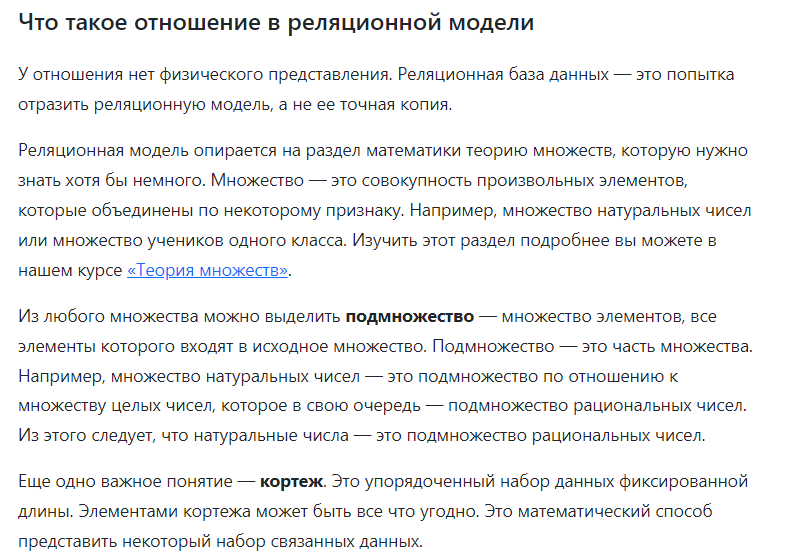 Что такое отношение в реляционной модели
У отношения нет физического представления. Реляционная база данных — это попытка
отразить реляционную модель, а не ее точная копия.
Реляционная модель опирается на раздел математики теорию множеств, которую нужно
знать хотя бы немного. Множество — это совокупность произвольных элементов,
которые объединены по некоторому признаку. Например, множество натуральных чисел
или множество учеников одного класса. Изучить этот раздел подробнее вы можете в
нашем курсе «Теория множеств».
Из любого множества можно выделить подмножество — множество элементов, все
элементы которого входят в исходное множество. Подмножество — это часть множества.
Например, множество натуральных чисел — это подмножество по отношению к
множеству целых чисел, которое в свою очередь — подмножество рациональных чисел.
Из этого следует, что натуральные числа — это подмножество рациональных чисел.
Еще одно важное понятие — кортеж. Это упорядоченный набор данных фиксированной
длины. Элементами кортежа может быть все что угодно. Это математический способ
представить некоторый набор связанных данных.